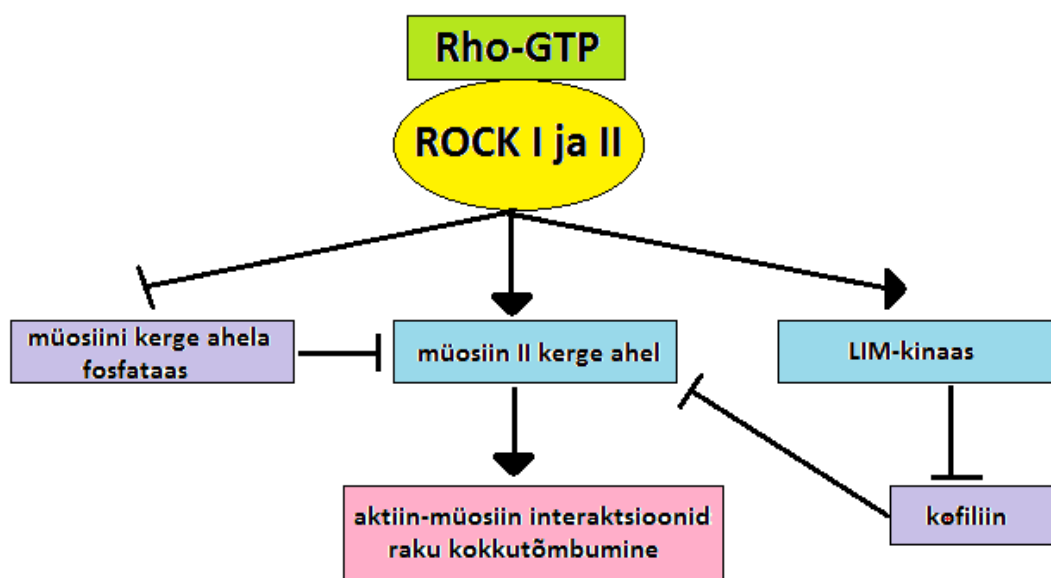 Rho-GTP
ROCK I ja II
müosiini kerge ahela
fosfataas
müosiin II kerge ahel
LIM-kinaas
aktiin-müosiin interaktsioonid
raku kokkutõmbumine
kofiliin